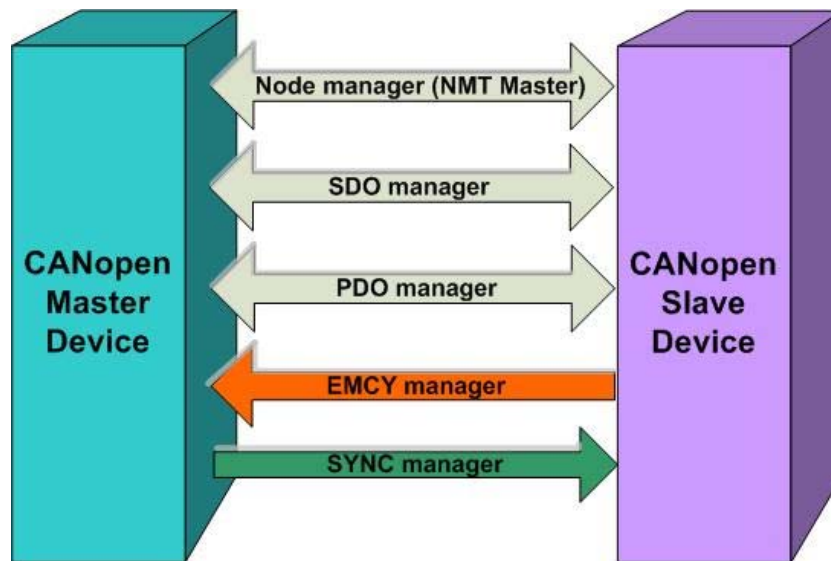 Node manager (NMT Master)
SDO manager
CANopen
Master
Device
PDO manager
CANopen
Slave
Device
EMCY manager
SYNC manager